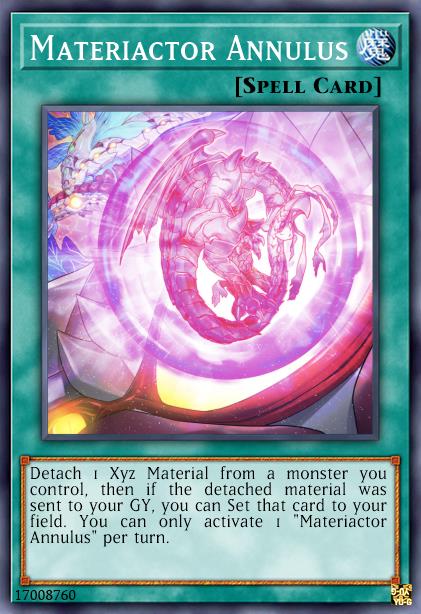 MATERIACTOR ANNULUS
[SPELL CARD]
Detach 1 Xyz Material from a monster you
control, then if the detached material was
sent to your GY, you can Set that card to your
field. You can only activate 1 "Materiactor
Annulus" per turn.
17008760